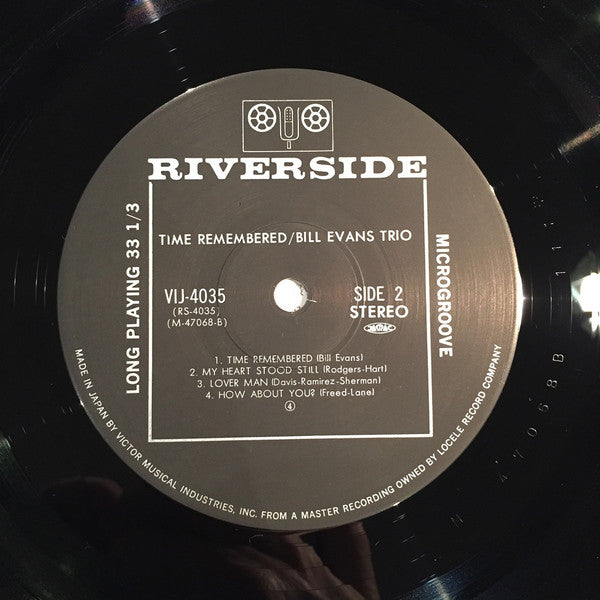 RIVERSIDE
TIME REMEMBERED/BILL EVANS TRIO
LONG PLAYING 33 1/3
MICROGROOVE
VIJ-4035
(RS-4035)
(M-47068-B)
SIDE 2
STEREO
1. TIME REMEMBERED (Bill Evans)
2. MY HEART STOOD STILL (Rodgers-Hart)
3. LOVER MAN (Davis-Ramirez-Sherman)
4. HOW ABOUT YOU? (Freed-Lane)
④
MADE IN JAPAN BY VICTOR MUSICAL INDUSTRIES, INC. FROM A MASTER RECORDING OWNED BY LOCELE RECORD COMPANY